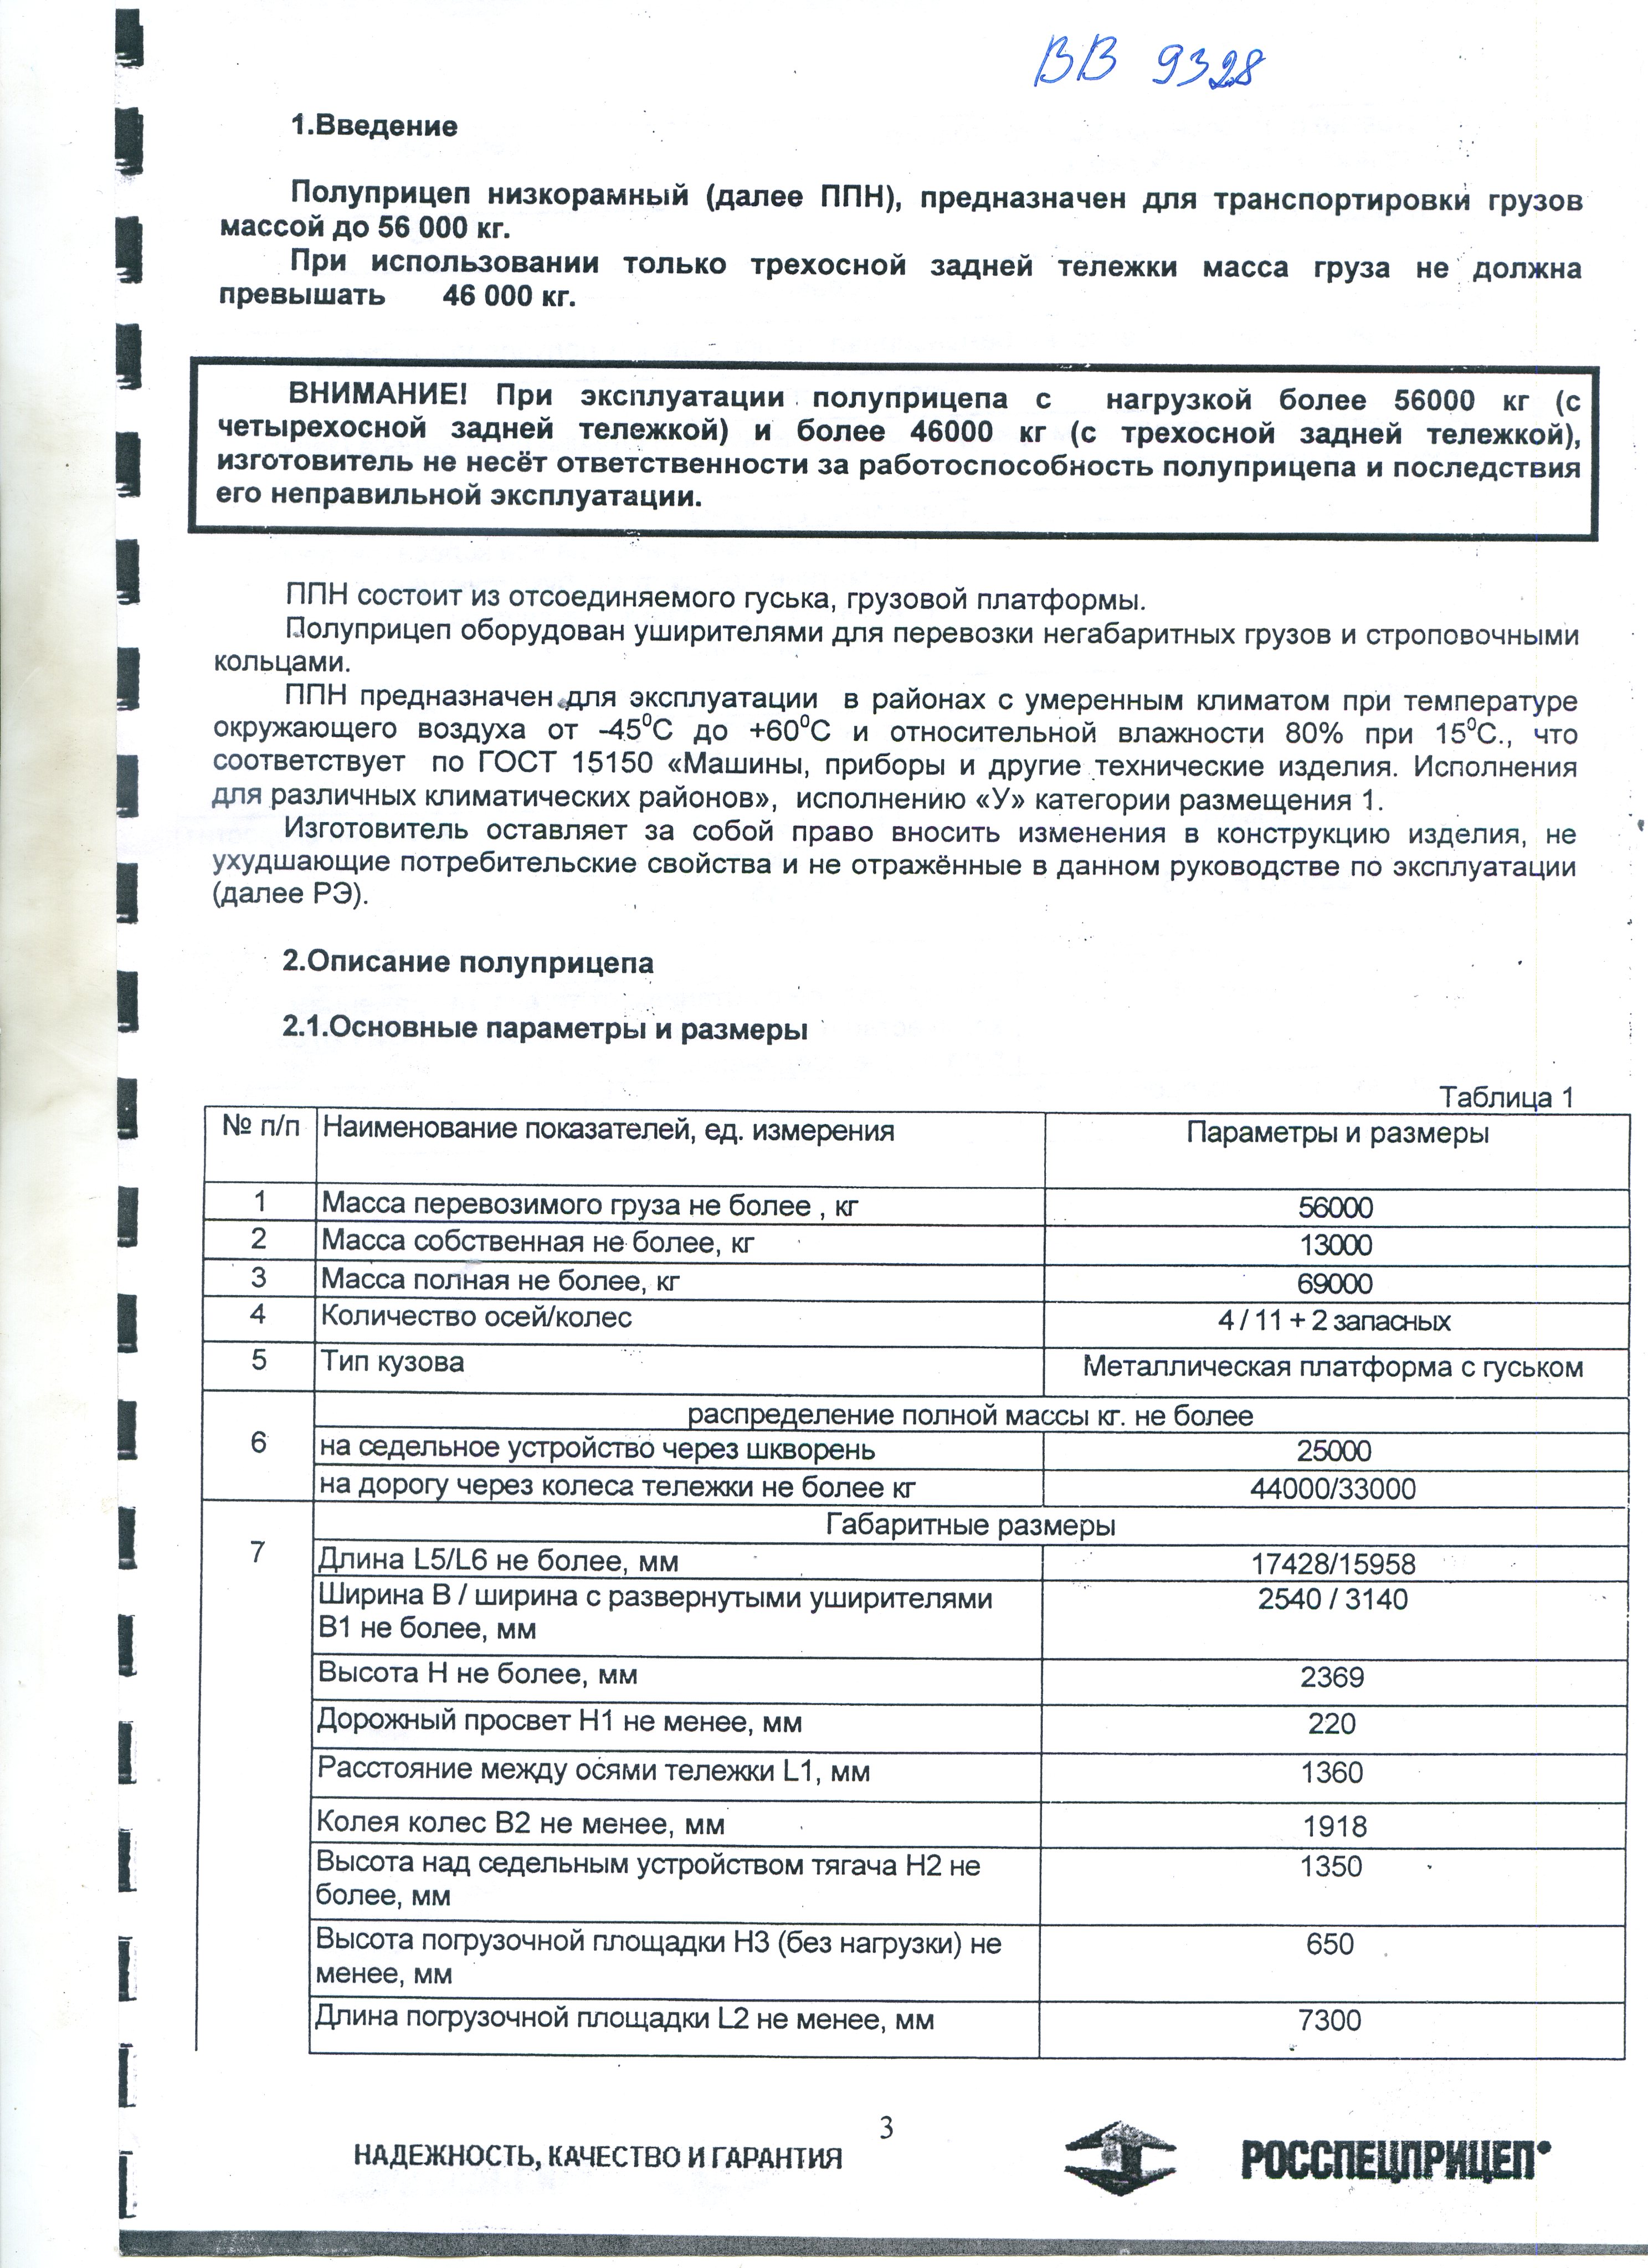 ВВ 9328
1.Введение
Полуприцеп низкорамный (далее ППН), предназначен для транспортировки грузов
массой до 56 000 кг.
При использовании только трехосной задней тележки масса груза не должна
превышать 46 000 кг.
ВНИМАНИЕ! При эксплуатации полуприцепа с нагрузкой более 56000 кг (с
четырехосной задней тележкой) и более 46000 кг (с трехосной задней тележкой),
изготовитель не несёт ответственности за работоспособность полуприцепа и последствия
его неправильной эксплуатации.
ППН состоит из отсоединяемого гуська, грузовой платформы.
Полуприцеп оборудован уширителями для перевозки негабаритных грузов и строповочными
кольцами.
ППН предназначен для эксплуатации в районах с умеренным климатом при температуре
окружающего воздуха от -45⁰С до +60⁰С и относительной влажности 80% при 15⁰С., что
соответствует по ГОСТ 15150 «Машины, приборы и другие технические изделия. Исполнения
для различных климатических районов», исполнению «У» категории размещения 1.
Изготовитель оставляет за собой право вносить изменения в конструкцию изделия, не
ухудшающие потребительские свойства и не отражённые в данном руководстве по эксплуатации
(далее РЭ).
2.Описание полуприцепа
2.1.Основные параметры и размеры
Таблица 1
№ п/п Наименование показателей, ед. измерения Параметры и размеры
1 Масса перевозимого груза не более , кг 56000
2 Масса собственная не более, кг 13000
3 Масса полная не более, кг 69000
4 Количество осей/колес 4 / 11 + 2 запасных
5 Тип кузова Металлическая платформа с гуськом
распределение полной массы кг. не более
6 на седельное устройство через шкворень 25000
на дорогу через колеса тележки не более кг 44000/33000
Габаритные размеры
7 Длина L5/L6 не более, мм 17428/15958
Ширина В / ширина с развернутыми уширителями 2540 / 3140
В1 не более, мм
Высота Н не более, мм 2369
Дорожный просвет Н1 не менее, мм 220
Расстояние между осями тележки L1, мм 1360
Колея колес В2 не менее, мм 1918
Высота над седельным устройством тягача Н2 не 1350
более, мм
Высота погрузочной площадки Н3 (без нагрузки) не 650
менее, мм
Длина погрузочной площадки L2 не менее, мм 7300
3
НАДЕЖНОСТЬ, КАЧЕСТВО И ГАРАНТИЯ РОССПЕЦПРИЦЕП